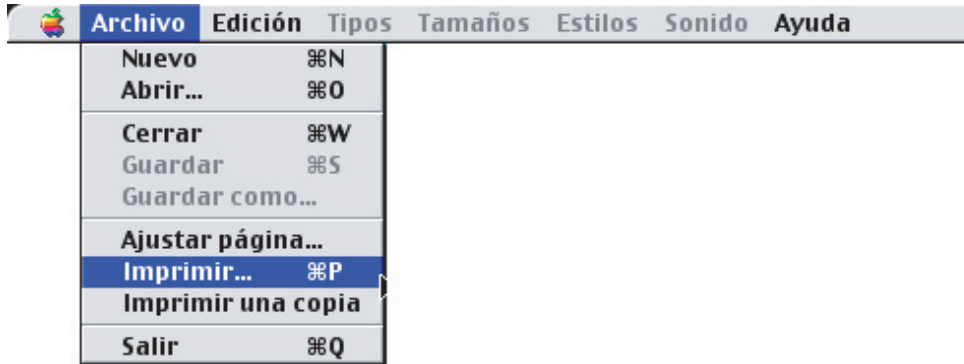 Archivo Edición Tipos Tamaños Estilos Sonido Ayuda
Nuevo ⌘N
Abrir... ⌘O
Cerrar ⌘W
Guardar ⌘S
Guardar como...
Ajustar página...
Imprimir... ⌘P
Imprimir una copia
Salir ⌘Q